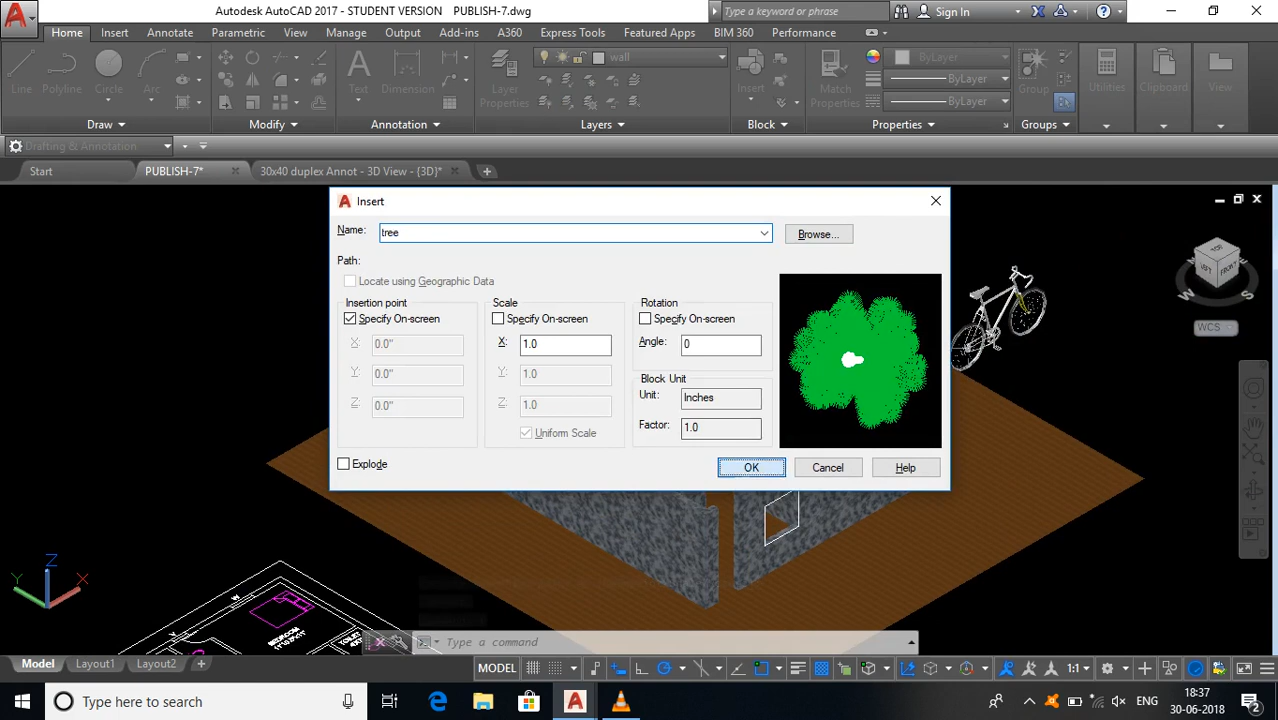 Autodesk AutoCAD 2017 - STUDENT VERSION PUBLISH-7.dwg
Type a keyword or phrase
Sign In
Home Insert Annotate Parametric View Manage Output Add-ins A360 Express Tools Featured Apps BIM 360 Performance
wall
ByLayer
Line Polyline Circle Arc Text Dimension Layer Properties Insert Match Properties ByLayer Group Utilities Clipboard View
ByLayer
Draw Modify Annotation Layers Block Properties Groups
Drafting & Annotation
Start PUBLISH-7* 30x40 duplex Annot - 3D View - {3D}*
Insert
Name: tree Browse...
Path:
Locate using Geographic Data
Insertion point Scale Rotation
Specify On-screen Specify On-screen Specify On-screen
X: 0.0" X: 1.0 Angle: 0
Y: 0.0" Y: 1.0
Block Unit
Unit: Inches
Z: 0.0" Z: 1.0
Factor: 1.0
Uniform Scale
Explode
OK Cancel Help
TOP
LEFT FRONT
W S E
WCS
Z
Y X
W
BEDROOM
TOILET
Type a command
Model Layout1 Layout2 MODEL 1:1
Type here to search
ENG
18:37
30-06-2018
2